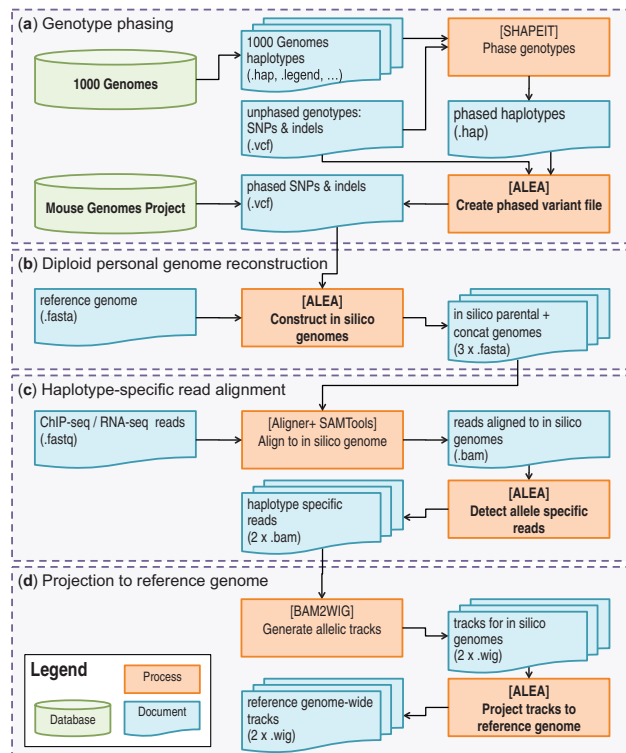 (a) Genotype phasing
1000 Genomes
1000 Genomes
haplotypes
(.hap, .legend, ...)
[SHAPEIT]
Phase genotypes
unphased genotypes:
SNPs & indels
(.vcf)
phased haplotypes
(.hap)
Mouse Genomes Project
phased SNPs & indels
(.vcf)
[ALEA]
Create phased variant file
(b) Diploid personal genome reconstruction
reference genome
(.fasta)
[ALEA]
Construct in silico
genomes
in silico parental +
concat genomes
(3 x .fasta)
(c) Haplotype-specific read alignment
ChIP-seq / RNA-seq reads
(.fastq)
[Aligner+ SAMTools]
Align to in silico genome
reads aligned to in silico
genomes
(.bam)
haplotype specific
reads
(2 x .bam)
[ALEA]
Detect allele specific
reads
(d) Projection to reference genome
[BAM2WIG]
Generate allelic tracks
tracks for in silico
genomes
(2 x .wig)
Legend
Process
Database
Document
reference genome-wide
tracks
(2 x .wig)
[ALEA]
Project tracks to
reference genome